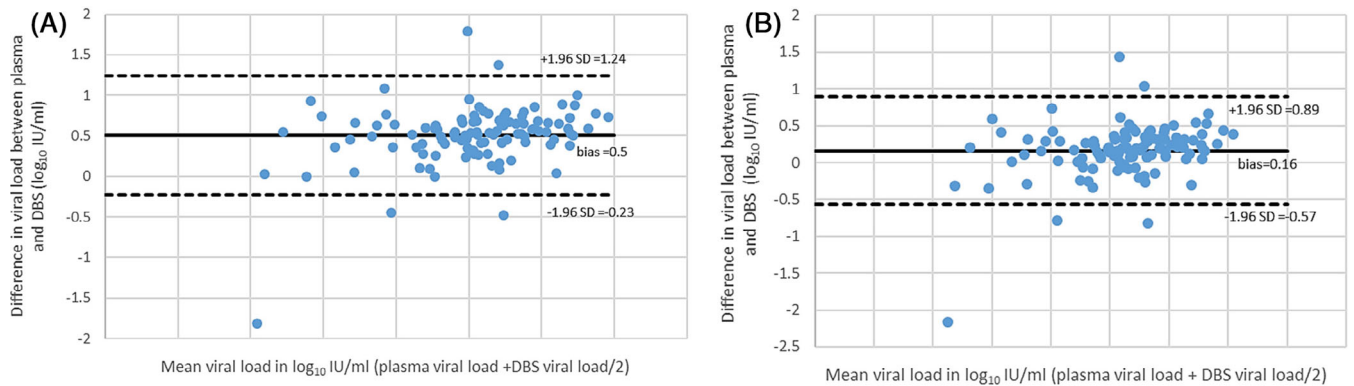 (A)
Difference in viral load between plasma
and DBS (log10 IU/ml)
2
1.5
1
0.5
0
-0.5
-1
-1.5
-2
+1.96 SD =1.24
bias =0.5
-1.96 SD =-0.23
Mean viral load in log10 IU/ml (plasma viral load +DBS viral load/2)
(B)
Difference in viral load between plasma
and DBS (log10 IU/ml)
2
1.5
1
0.5
0
-0.5
-1
-1.5
-2
-2.5
+1.96 SD =0.89
bias=0.16
-1.96 SD =-0.57
Mean viral load in log10 IU/ml (plasma viral load + DBS viral load/2)